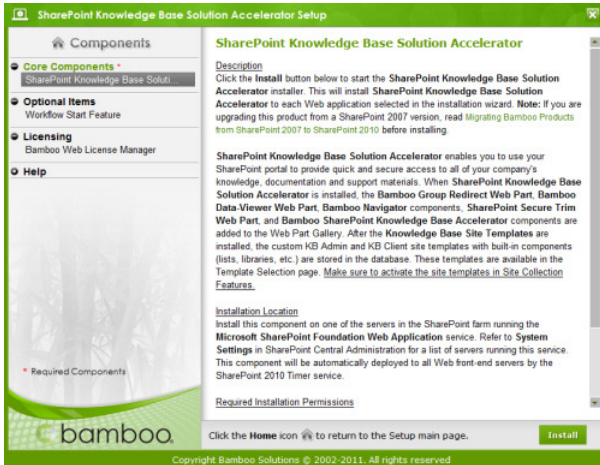 SharePoint Knowledge Base Solution Accelerator Setup
Components
Core Components *
SharePoint Knowledge Base Soluti...
Optional Items
Workflow Start Feature
Licensing
Bamboo Web License Manager
Help
* Required Components
bamboo
SharePoint Knowledge Base Solution Accelerator
Description
Click the Install button below to start the SharePoint Knowledge Base Solution
Accelerator installer. This will install SharePoint Knowledge Base Solution
Accelerator to each Web application selected in the installation wizard. Note: If you are
upgrading this product from a SharePoint 2007 version, read Migrating Bamboo Products
from SharePoint 2007 to SharePoint 2010 before installing.
SharePoint Knowledge Base Solution Accelerator enables you to use your
SharePoint portal to provide quick and secure access to all of your company's
knowledge, documentation and support materials. When SharePoint Knowledge Base
Solution Accelerator is installed, the Bamboo Group Redirect Web Part, Bamboo
Data-Viewer Web Part, Bamboo Navigator components, SharePoint Secure Trim
Web Part, and Bamboo SharePoint Knowledge Base Accelerator components are
added to the Web Part Gallery. After the Knowledge Base Site Templates are
installed, the custom KB Admin and KB Client site templates with built-in components
(lists, libraries, etc.) are stored in the database. These templates are available in the
Template Selection page. Make sure to activate the site templates in Site Collection
Features.
Installation Location
Install this component on one of the servers in the SharePoint farm running the
Microsoft SharePoint Foundation Web Application service. Refer to System
Settings in SharePoint Central Administration for a list of servers running this service.
This component will be automatically deployed to all Web front-end servers by the
SharePoint 2010 Timer service.
Required Installation Permissions
Click the Home icon to return to the Setup main page.
Install
Copyright Bamboo Solutions © 2002-2011. All rights reserved